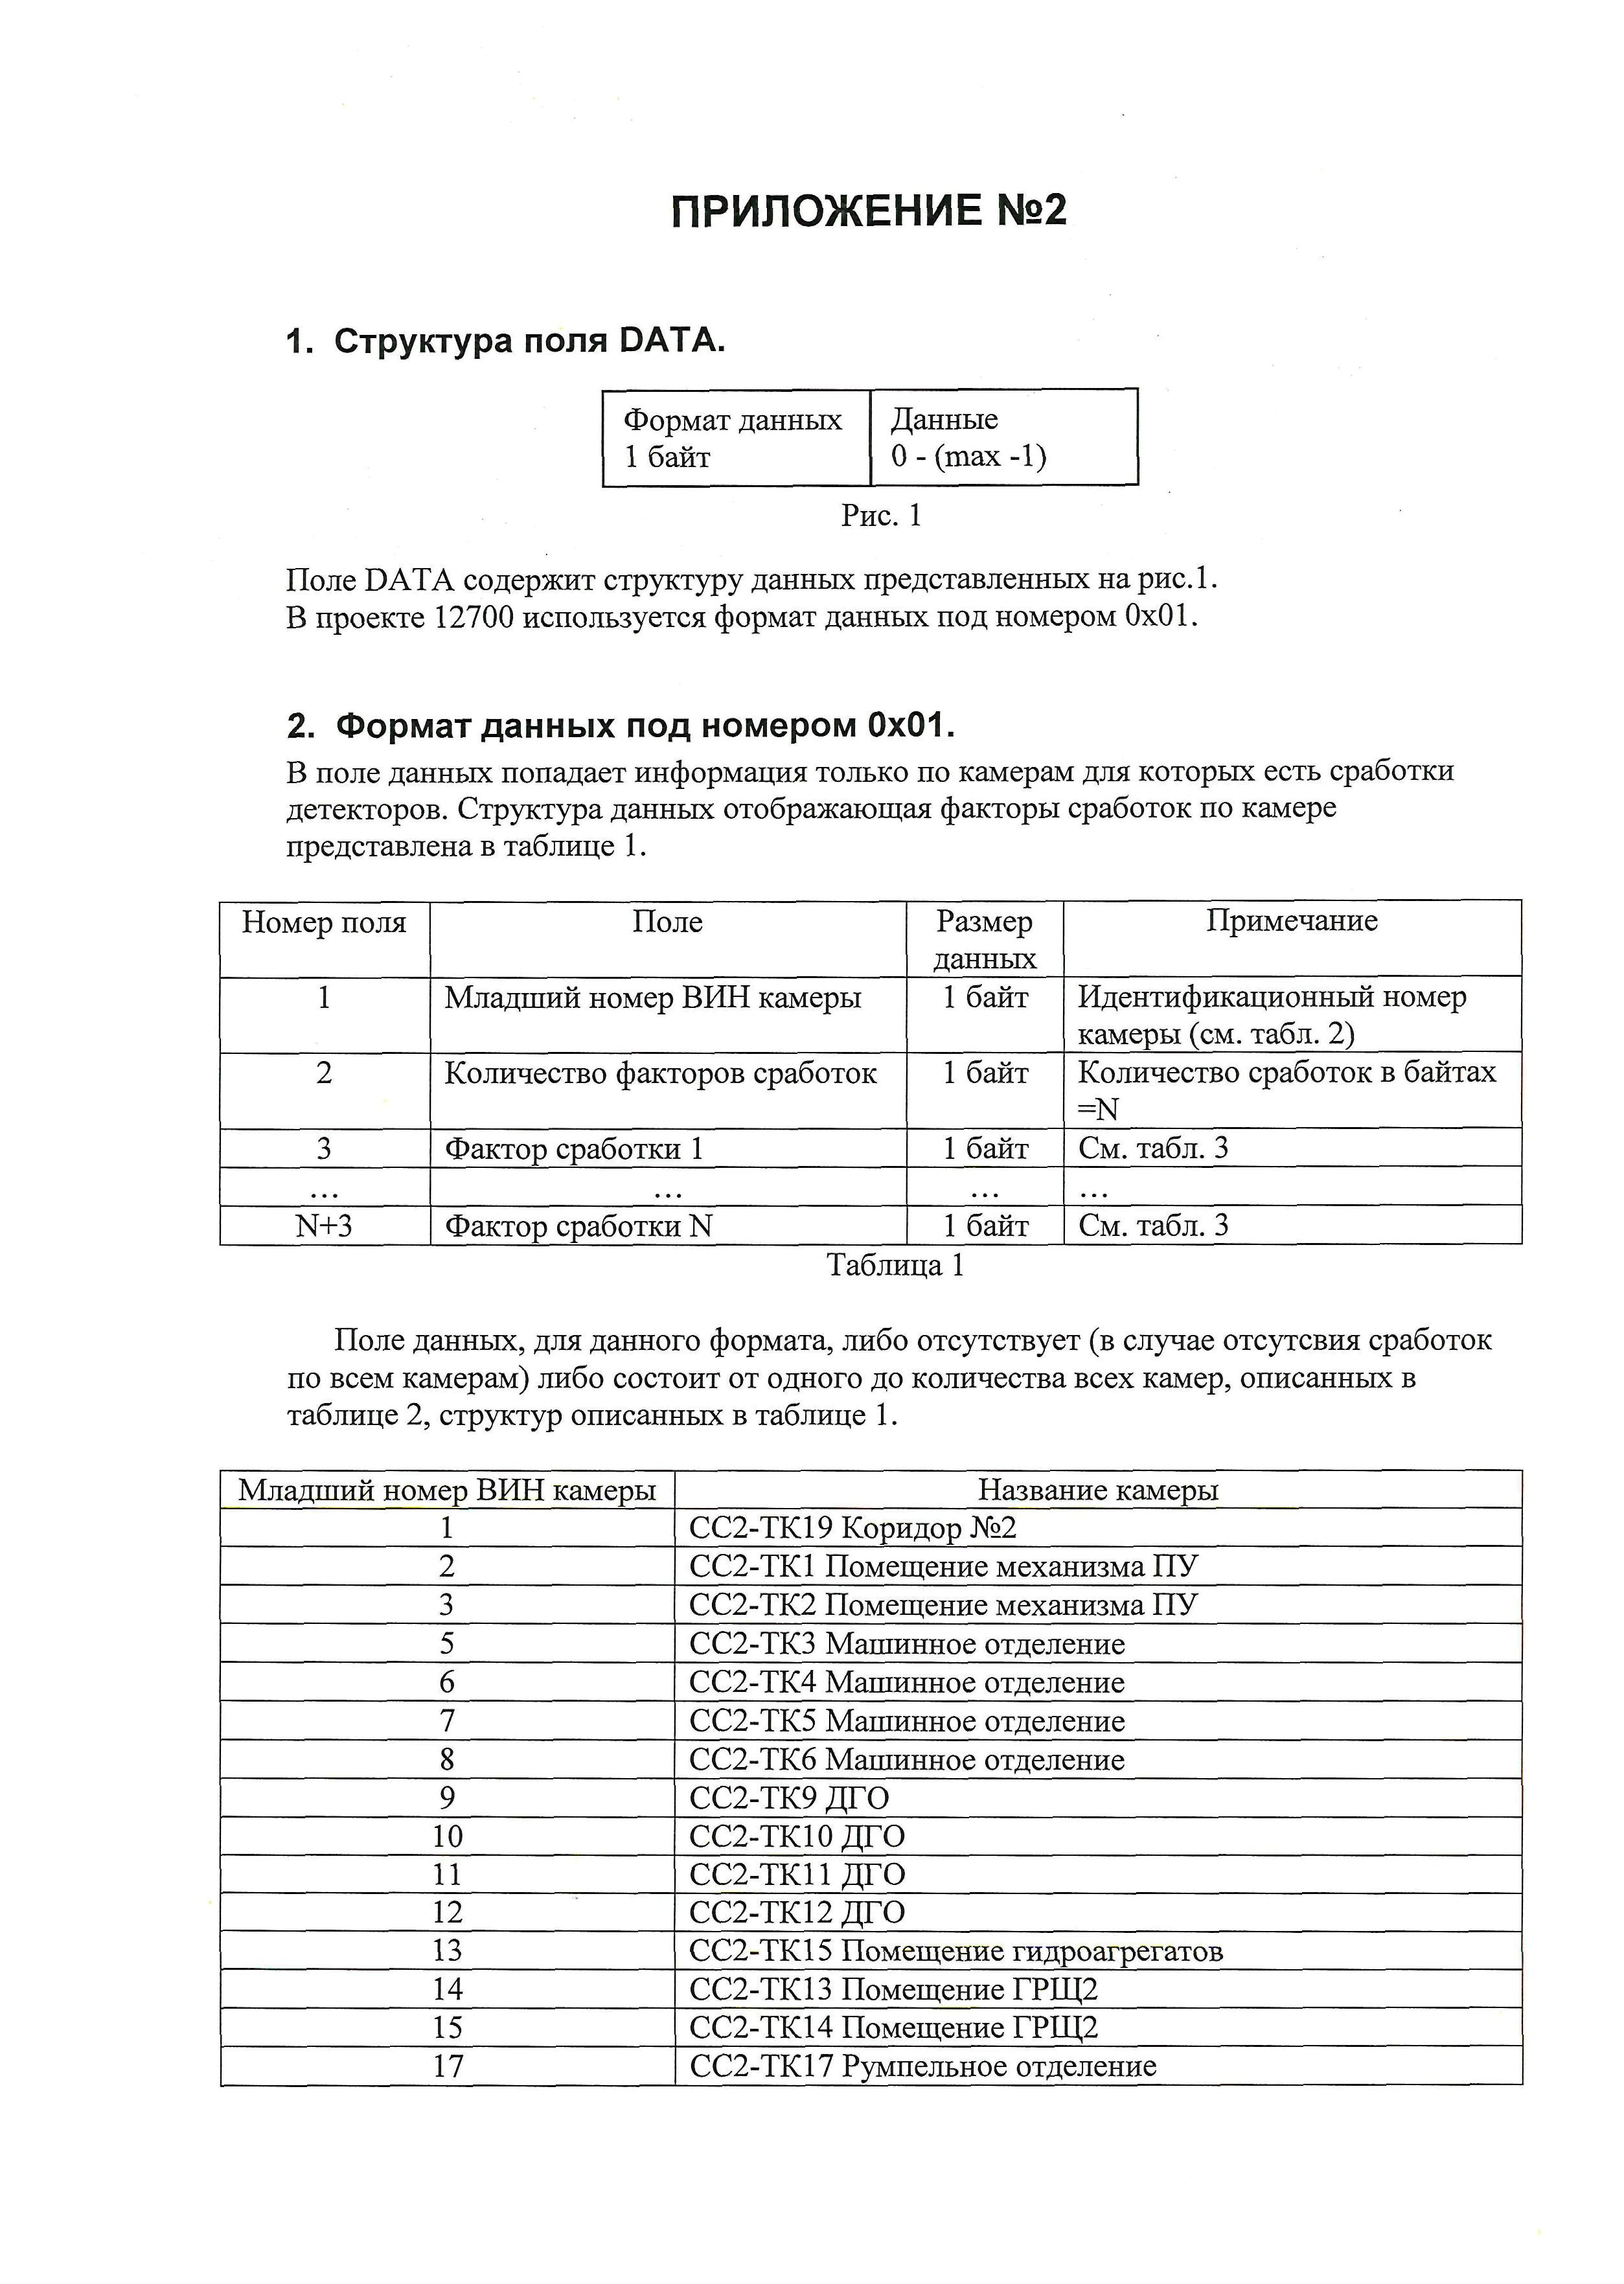 ПРИЛОЖЕНИЕ №2
1. Структура поля DATA.
Формат данных Данные
1 байт 0 - (max -1)
Рис. 1
Поле DATA содержит структуру данных представленных на рис.1.
В проекте 12700 используется формат данных под номером 0x01.
2. Формат данных под номером 0x01.
В поле данных попадает информация только по камерам для которых есть сработки
детекторов. Структура данных отображающая факторы сработок по камере
представлена в таблице 1.
Номер поля Поле Размер Примечание
данных
1 Младший номер ВИН камеры 1 байт Идентификационный номер
камеры (см. табл. 2)
2 Количество факторов сработок 1 байт Количество сработок в байтах
=N
3 Фактор сработки 1 1 байт См. табл. 3
... ... ... ...
N+3 Фактор сработки N 1 байт См. табл. 3
Таблица 1
Поле данных, для данного формата, либо отсутствует (в случае отсутсвия сработок
по всем камерам) либо состоит от одного до количества всех камер, описанных в
таблице 2, структур описанных в таблице 1.
Младший номер ВИН камеры Название камеры
1 СС2-ТК19 Коридор №2
2 СС2-ТК1 Помещение механизма ПУ
3 СС2-ТК2 Помещение механизма ПУ
5 СС2-ТК3 Машинное отделение
6 СС2-ТК4 Машинное отделение
7 СС2-ТК5 Машинное отделение
8 СС2-ТК6 Машинное отделение
9 СС2-ТК9 ДГО
10 СС2-ТК10 ДГО
11 СС2-ТК11 ДГО
12 СС2-ТК12 ДГО
13 СС2-ТК15 Помещение гидроагрегатов
14 СС2-ТК13 Помещение ГРЩ2
15 СС2-ТК14 Помещение ГРЩ2
17 СС2-ТК17 Румпельное отделение